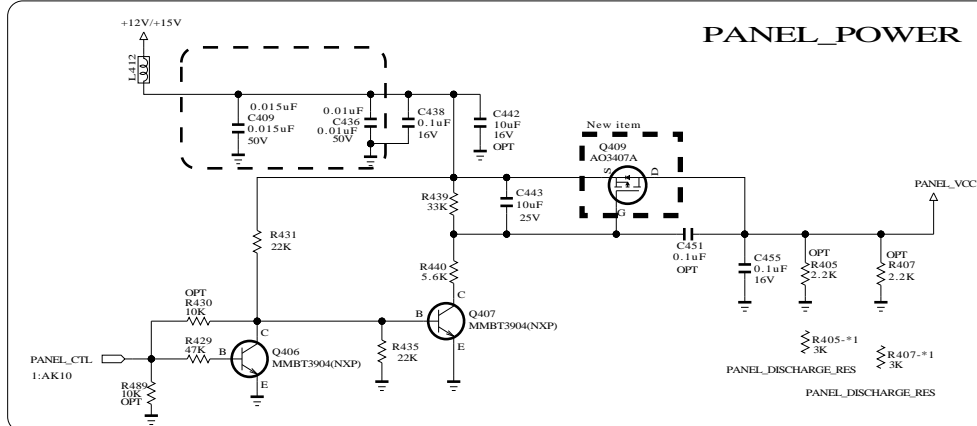 PANEL_POWER
+12V/+15V
L412
0.015uF
C409
0.015uF
50V
0.01uF
C436
0.01uF
50V
C438
0.1uF
16V
C442
10uF
16V
OPT
New item
Q409
AO3407A
S
D
G
PANEL_VCC
R439
33K
C443
10uF
25V
R431
22K
C451
0.1uF
OPT
C455
0.1uF
16V
OPT
R405
2.2K
OPT
R407
2.2K
R440
5.6K
OPT
R430
10K
C
B
Q407
MMBT3904(NXP)
E
R429
47K
C
B
Q406
MMBT3904(NXP)
E
R435
22K
PANEL_CTL
1:AK10
R489
10K
OPT
R405-*1
3K
PANEL_DISCHARGE_RES
R407-*1
3K
PANEL_DISCHARGE_RES